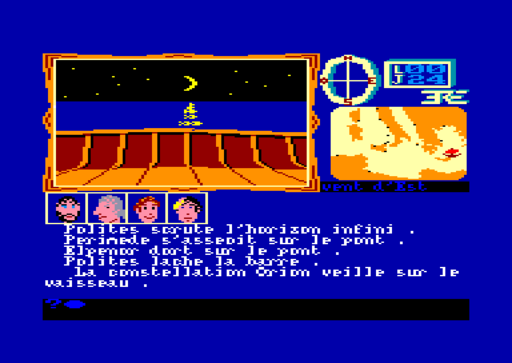 L00
J24
vent d'Est
Polites scrute l'horizon infini .
Perimede s'asseoit sur le pont .
Elpenor dort sur le pont .
Polites lache la barre .
La constellation Orion veille sur le
vaisseau .
?